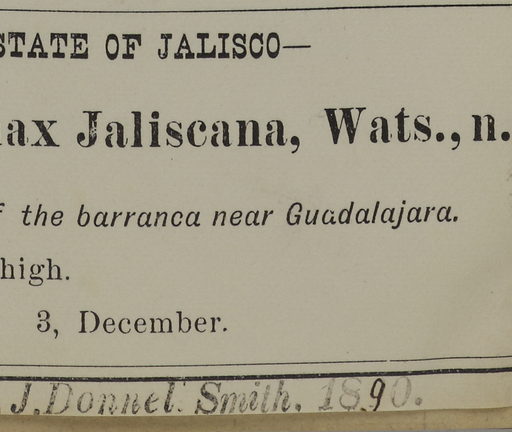 STATE OF JALISCO—
ax Jaliscana, Wats., n.
the barranca near Guadalajara.
high.
3, December.
J. Donnel Smith. 1890.